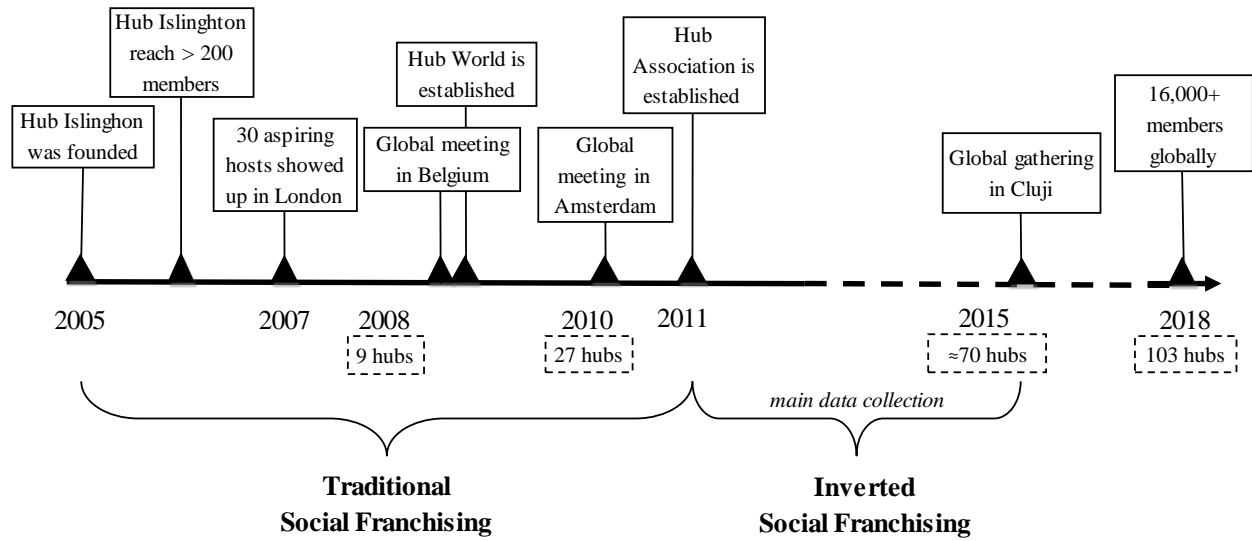 Hub Islinghton
reach > 200
members
Hub Islinghon
was founded
30 aspiring
hosts showed
up in London
Hub World is
established
Global meeting
in Belgium
Global
meeting in
Amsterdam
Hub
Association is
established
Global gathering
in Cluji
16,000+
members
globally
2005
2007
2008
2010
2011
2015
2018
9 hubs
27 hubs
≈70 hubs
103 hubs
main data collection
Traditional
Social Franchising
Inverted
Social Franchising